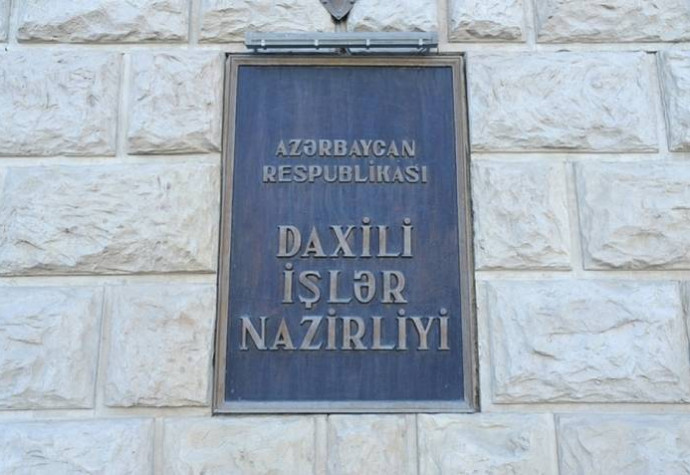 AZƏRBAYCAN
RESPUBLİKASI
DAXİLİ
İŞLƏR
NAZİRLİYİ